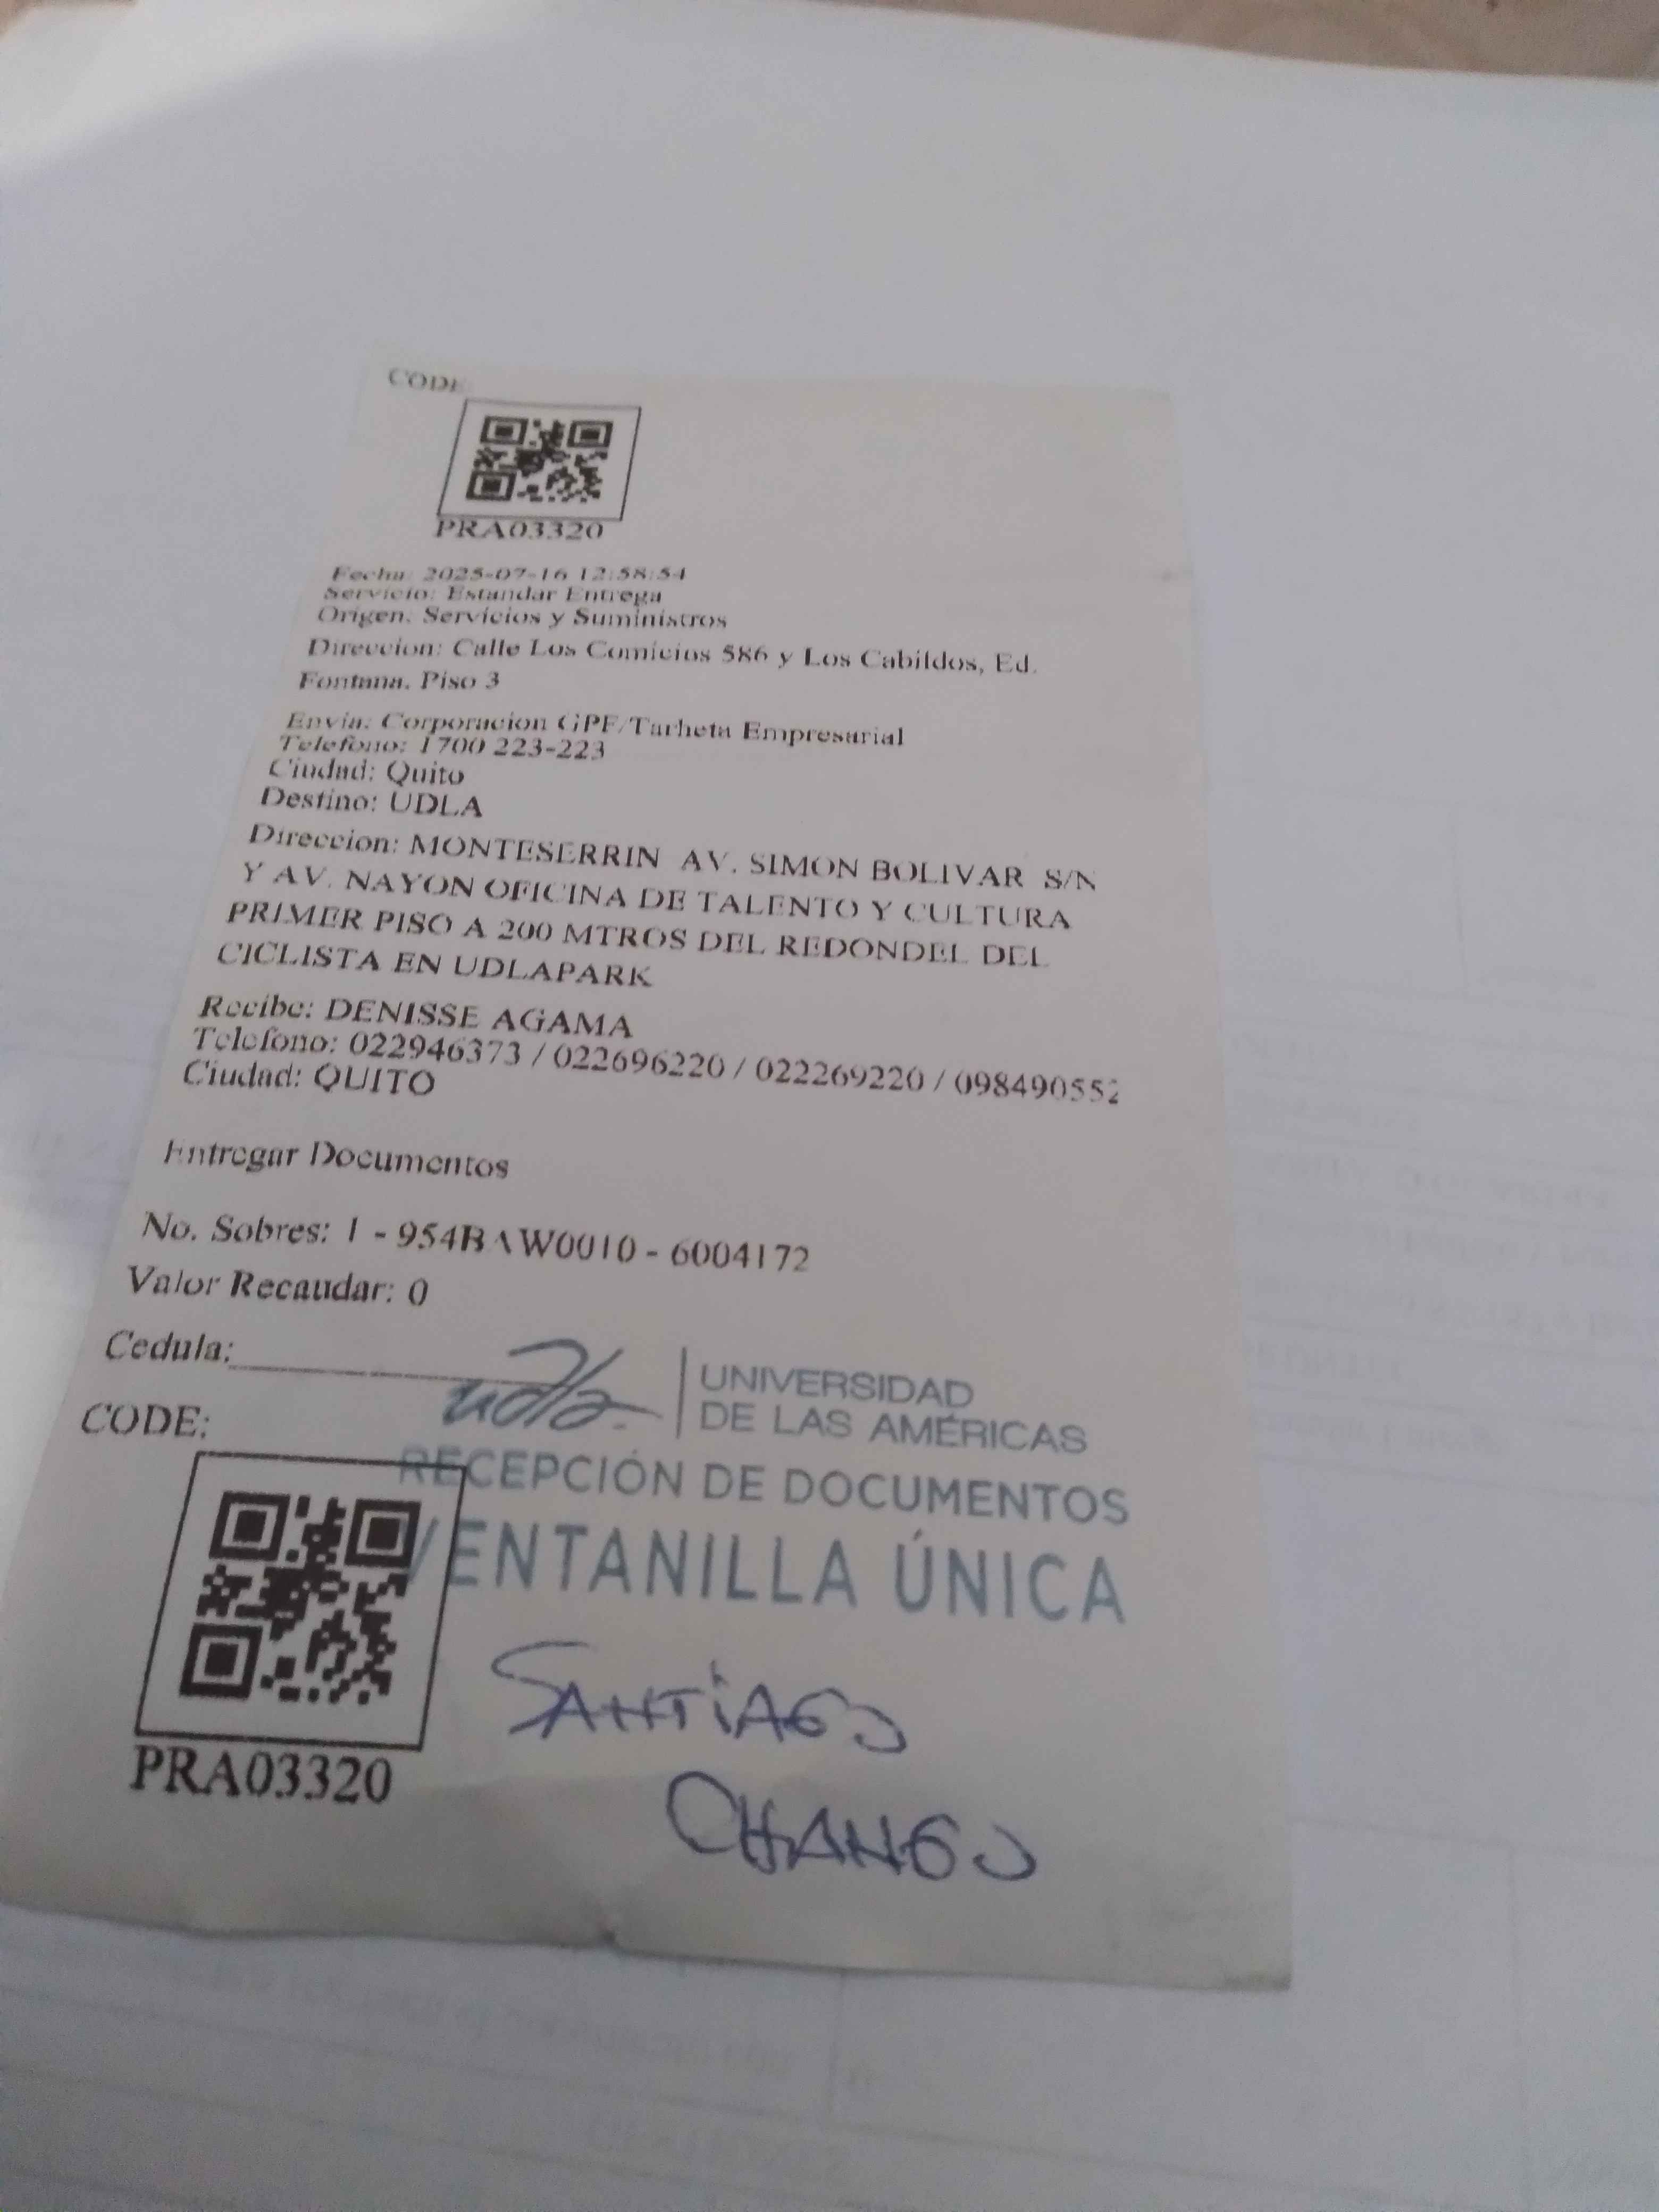 CODE
PRA03320
Fecha: 2025-07-16 12:58:54
Servicio: Estandar Entrega
Origen: Servicios y Suministros
Direccion: Calle Los Comicios 586 y Los Cabildos, Ed.
Fontana. Piso 3
Envia: Corporacion GPF/Tarheta Empresarial
Telefono: 1700 223-223
Ciudad: Quito
Destino: UDLA
Direccion: MONTESERRIN AV. SIMON BOLIVAR S/N
Y AV. NAYON OFICINA DE TALENTO Y CULTURA
PRIMER PISO A 200 MTROS DEL REDONDEL DEL
CICLISTA EN UDLAPARK
Recibe: DENISSE AGAMA
Telefono: 022946373 / 022696220 / 022269220 / 098490552
Ciudad: QUITO
Entregar Documentos
No. Sobres: 1 - 954BAW0010 - 6004172
Valor Recaudar: 0
Cedula:
udla
UNIVERSIDAD
DE LAS AMÉRICAS
CODE:
RECEPCIÓN DE DOCUMENTOS
VENTANILLA ÚNICA
SANTIAGO
CHANGO
PRA03320